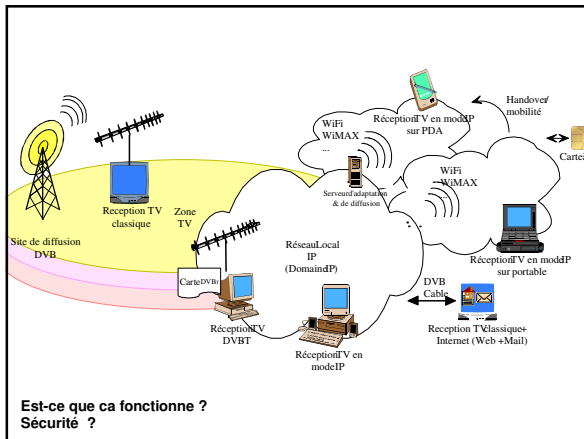 WiFi
WiMAX
...
Réception TV en mode IP
sur PDA
Handover/
mobilité
WiFi
WiMAX
Serveur d'adaptation
& de diffusion
Reception TV
classique
Zone
TV
Site de diffusion
DVB
Réseau Local
IP
(Domaine IP)
Réception TV en mode IP
sur portable
Carte DVBT
Réception TV
DVBT
Réception TV en
mode IP
DVB
Cable
Reception TV classique+
Internet (Web +Mail)
Est-ce que ca fonctionne ?
Sécurité ?